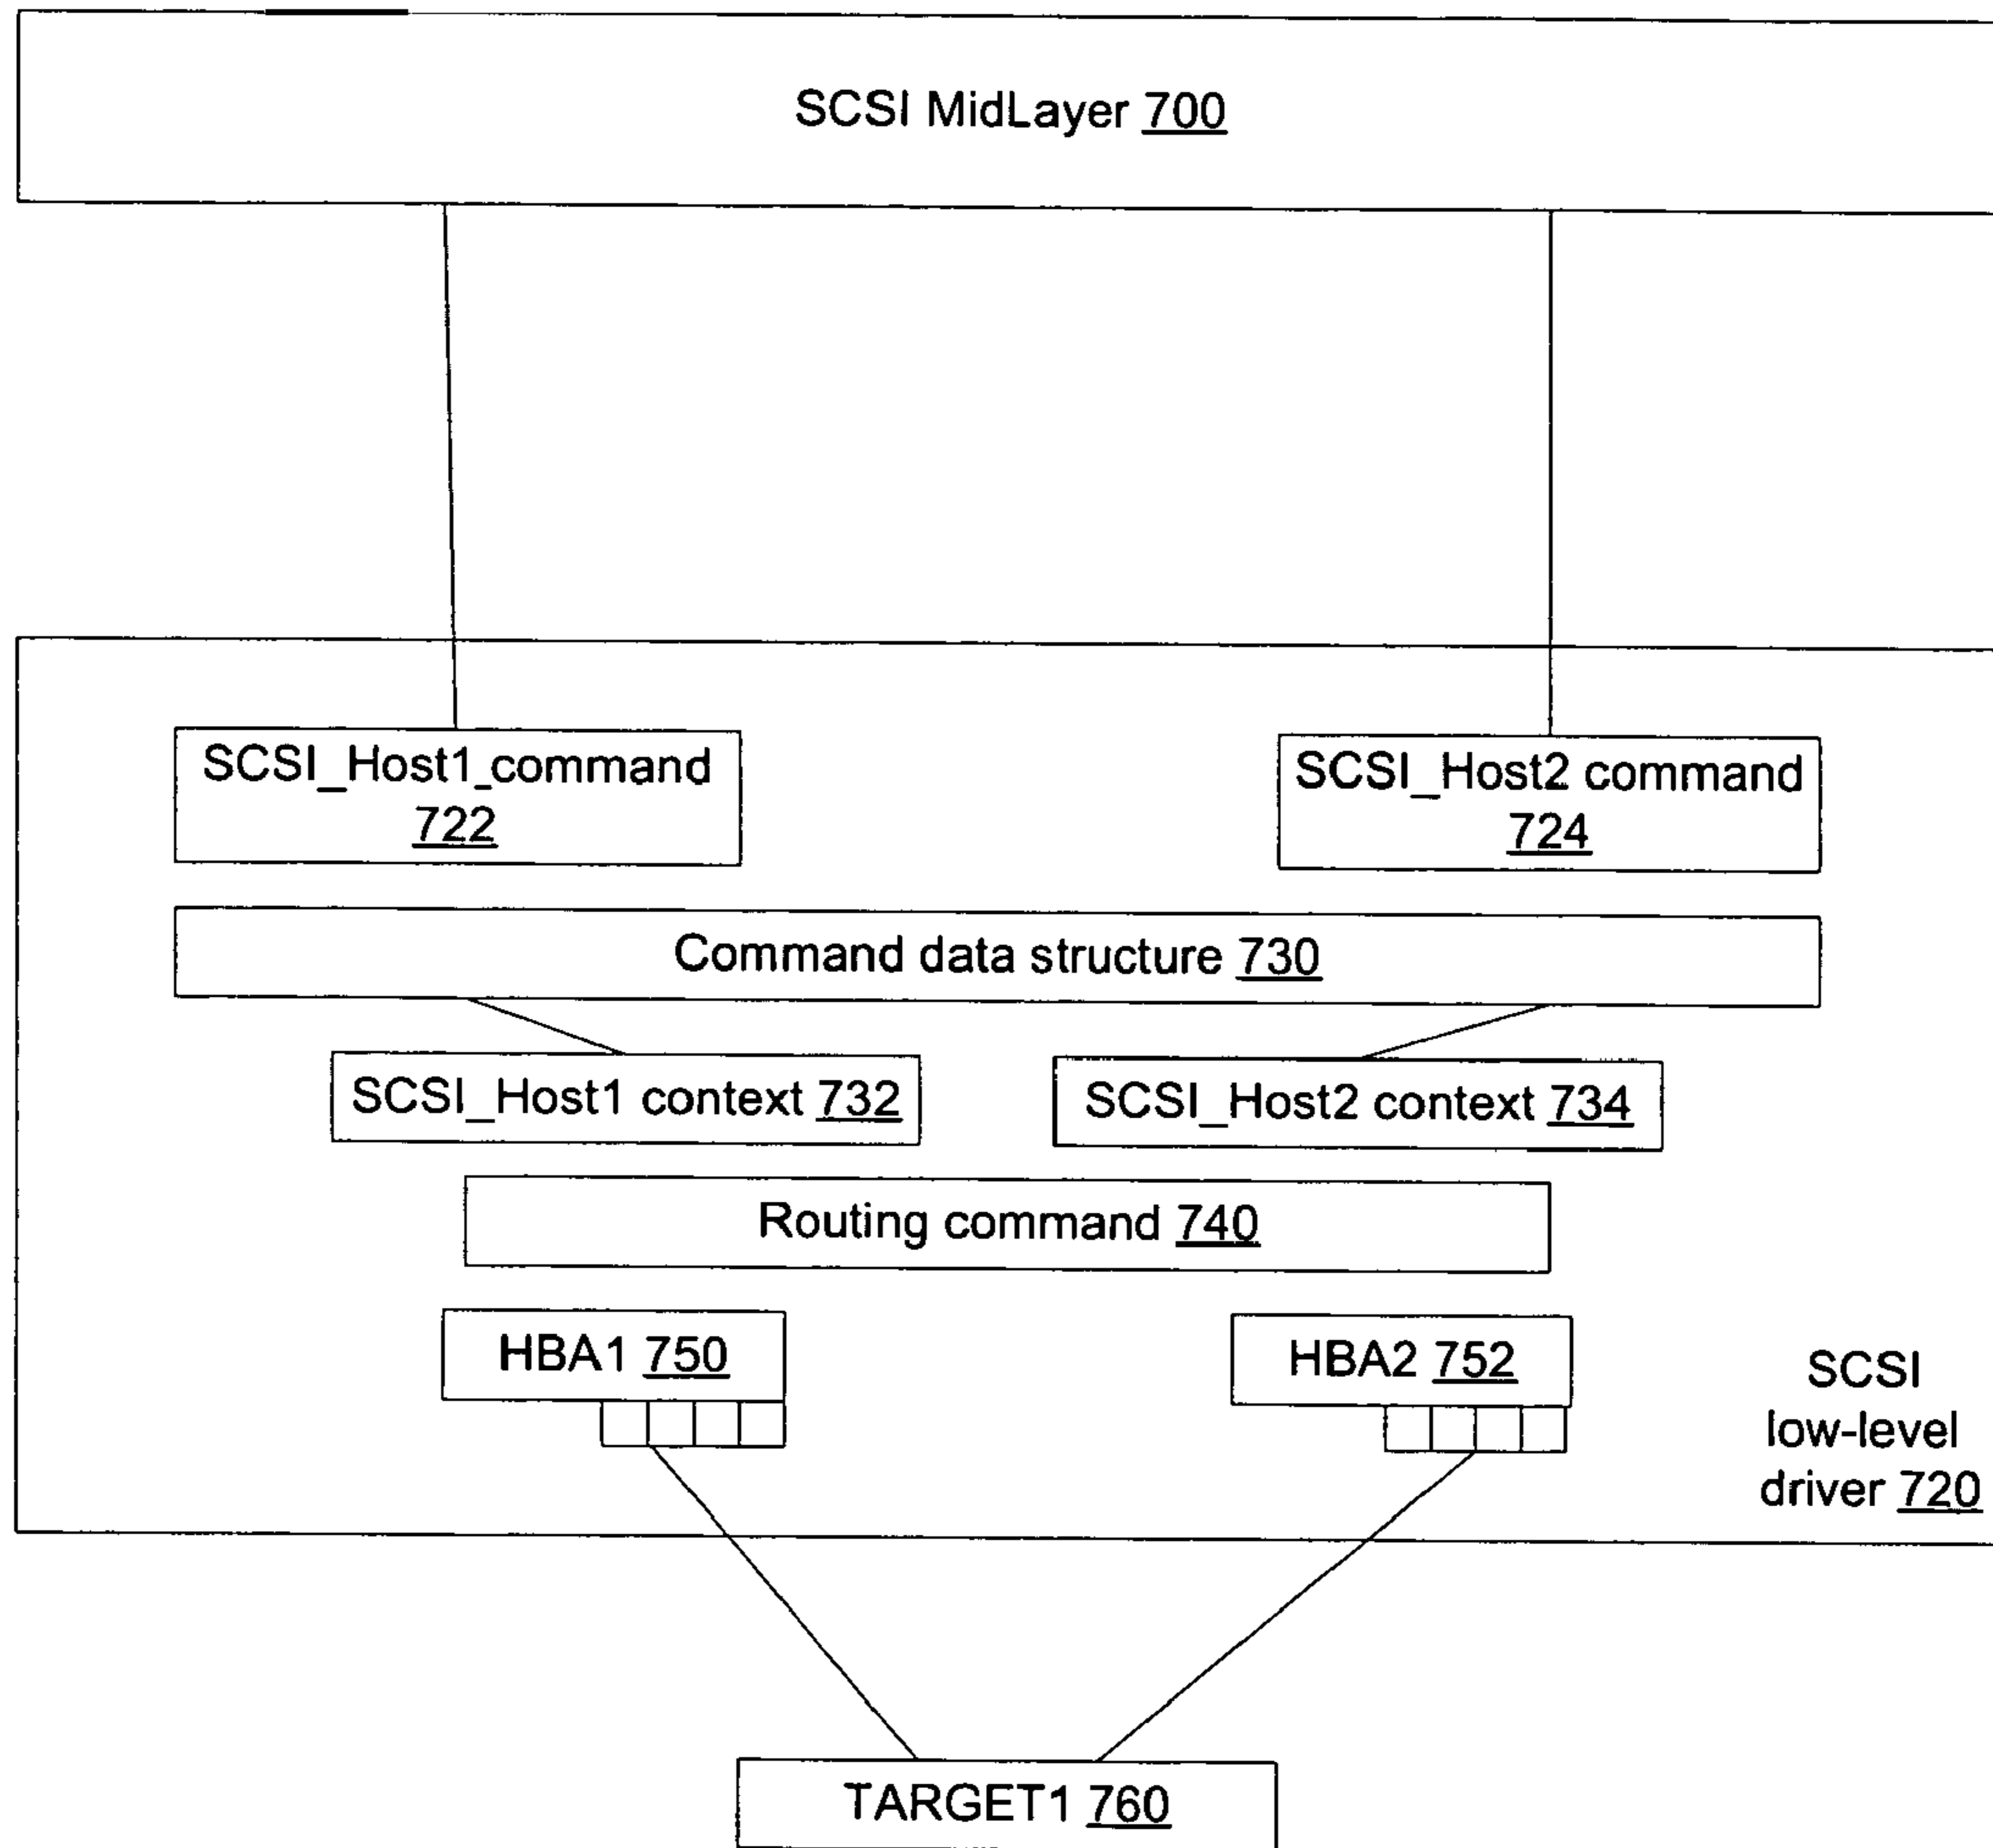 SCSI MidLayer 700
SCSI_Host1_command
722
SCSI_Host2 command
724
Command data structure 730
SCSI_Host1 context 732
SCSI_Host2 context 734
Routing command 740
HBA1 750
HBA2 752
SCSI
low-level
driver 720
TARGET1 760